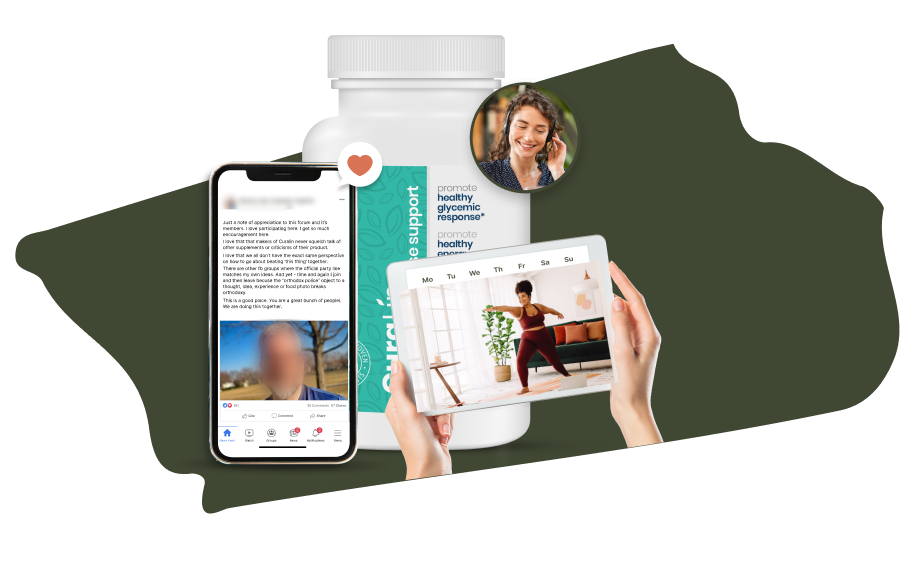 promote
healthy
glycemic
response*
promote
healthy
se support
Just a note of appreciation to this forum and it's
members. I love participating here. I get so much
encouragement here.
I love that that makers of Curalin never squelch talk of
other supplements or criticisms of their product.
I love that we all don't have the exact same perspective
on how to go about beating 'this thing' together.
There are other fb groups where the official party line
matches my own ideas. And yet - time and again I join
and then leave becuse the "orthodox police" object to a
thought, idea, experience or food photo breaks
orthodoxy.
This is a good place. You are a great bunch of people.
We are doing this together.
Like
Comment
Share
Watch
Groups
News
Notifications
Menu
Mo Tu We Th Fr Sa Su